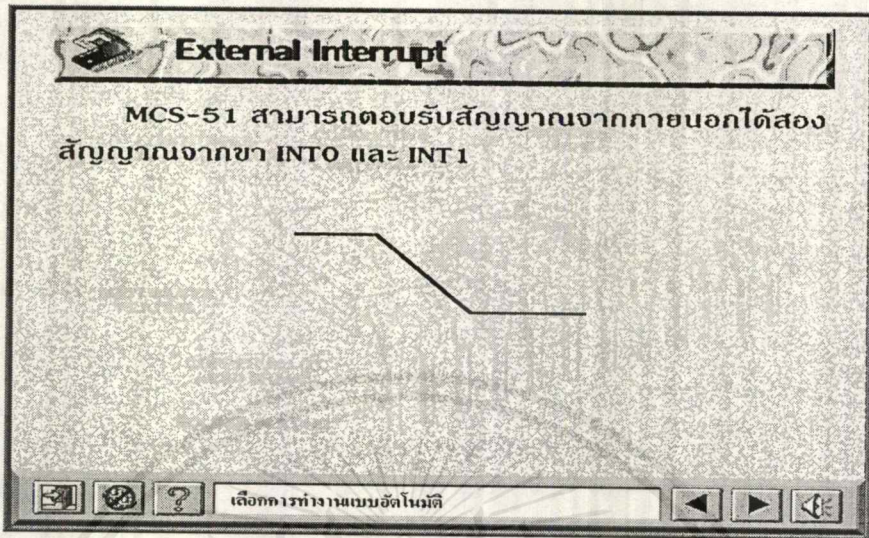 External Interrupt
MCS-51 สามารถตอบรับสัญญาณจากภายนอกได้สอง
สัญญาณจากขา INT0 และ INT1
?
เลือกการทำงานแบบอัตโนมัติ